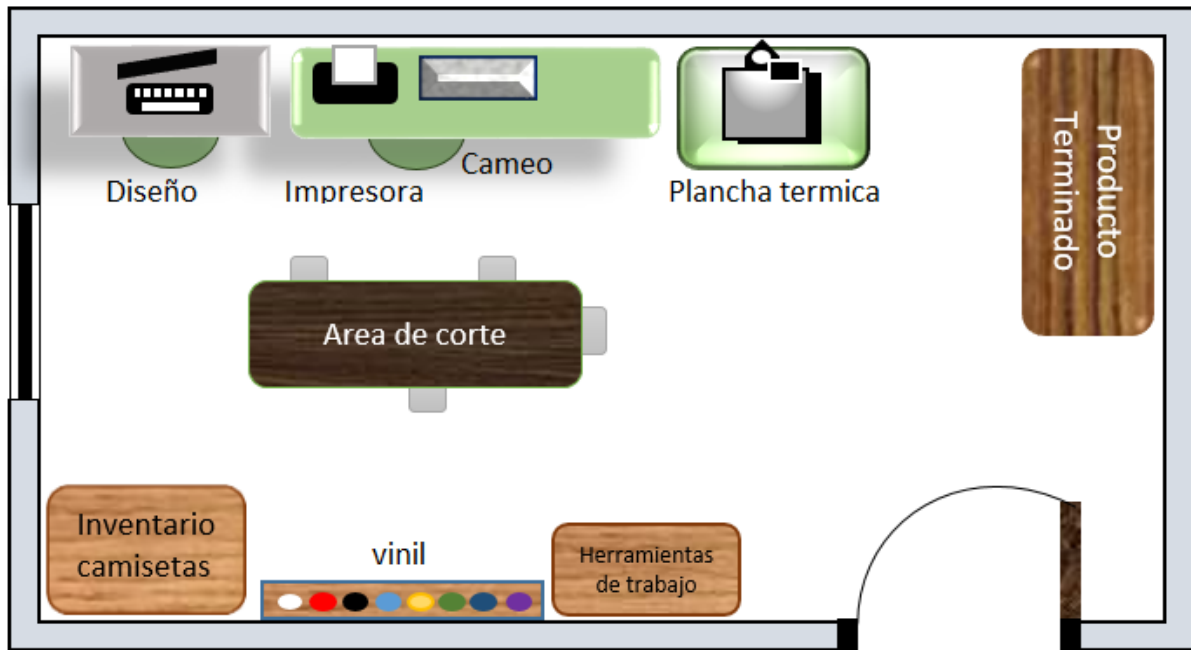 Diseño
Impresora
Cameo
Plancha termica
Producto
Terminado
Area de corte
Inventario
camisetas
vinil
Herramientas
de trabajo